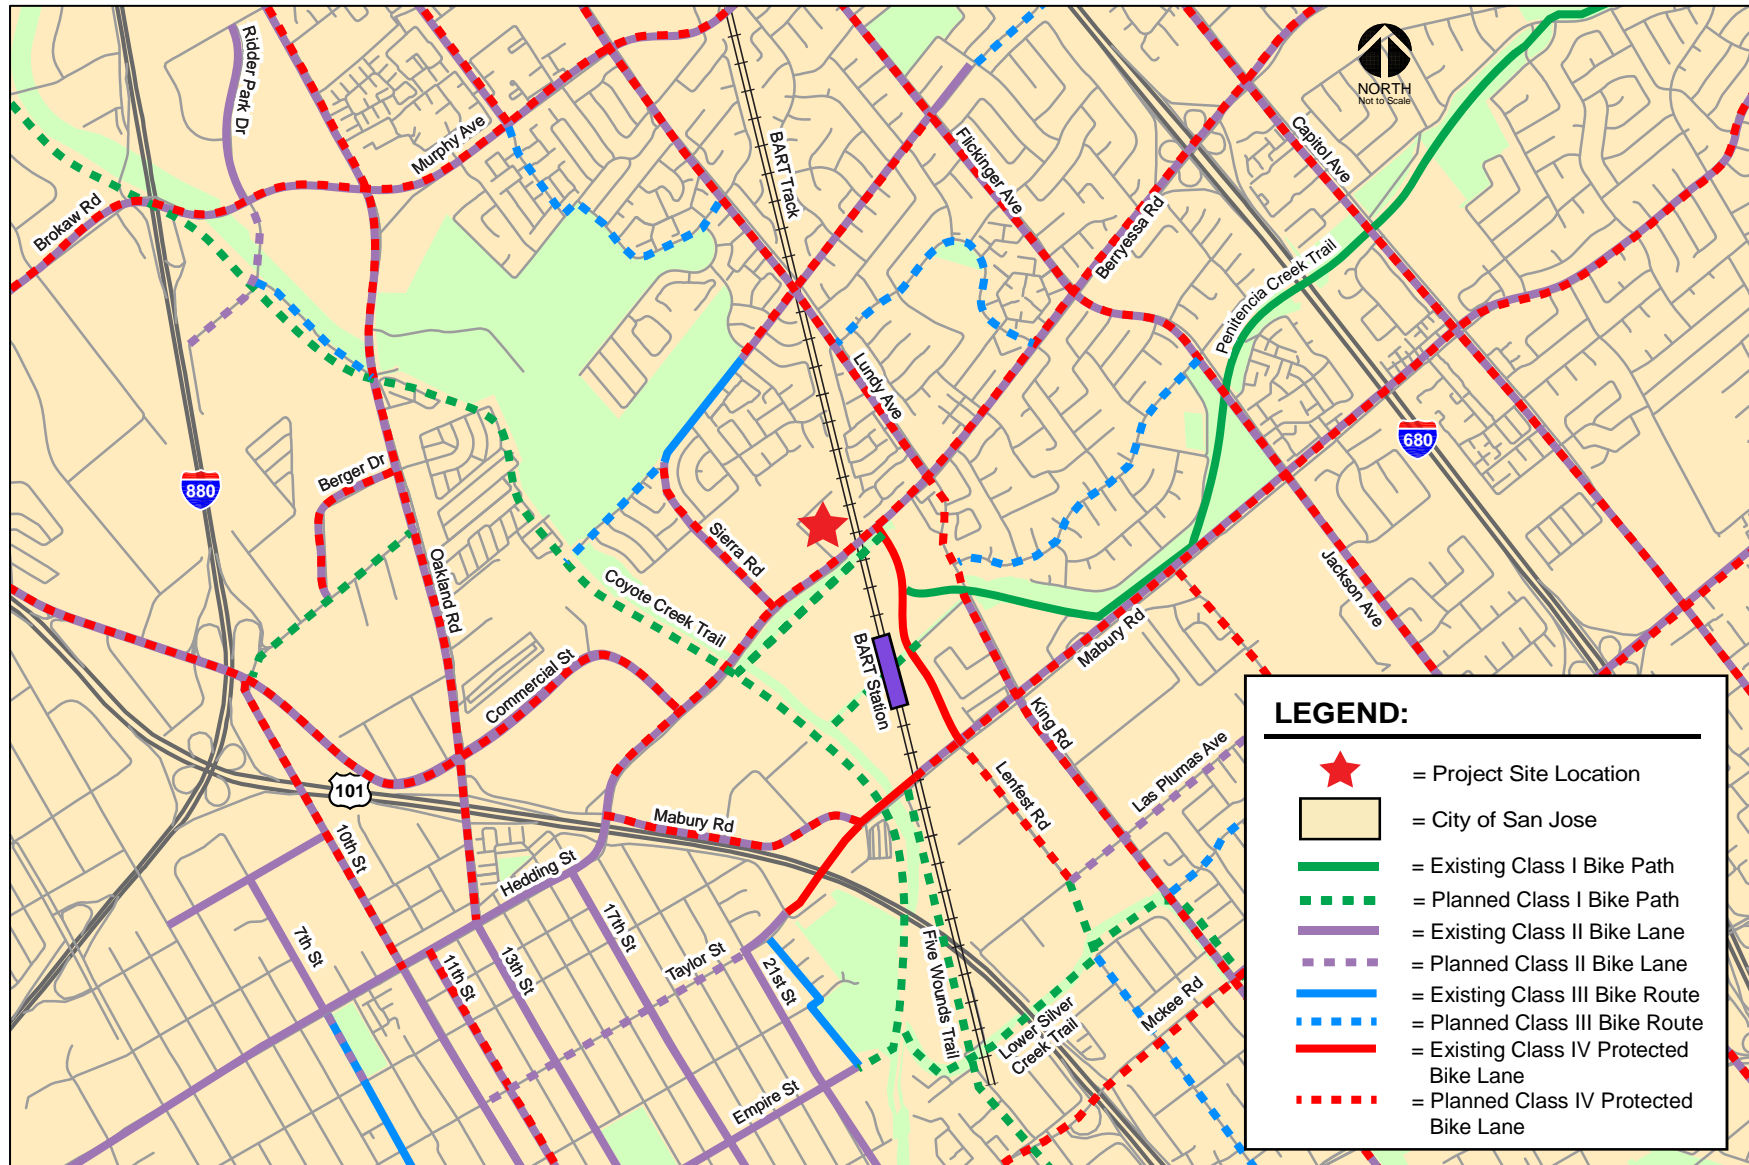 Ridder Park Dr
Murphy Ave
Brokaw Rd
BART Track
Flickinger Ave
Berryessa Rd
NORTH
Not to Scale
Capitol Ave
Penitencia Creek Trail
Lundy Ave
880
Berger Dr
Oakland Rd
Sierra Rd
Coyote Creek Trail
680
Jackson Ave
Commercial St
BART Station
Mabury Rd
King Rd
101
Mabury Rd
Lenfest Rd
Las Plumas Ave
10th St
Hedding St
7th St
11th St
13th St
17th St
Taylor St
21st St
Five Wounds Trail
Lower Silver
Creek Trail
Mckee Rd
Empire St
LEGEND:
= Project Site Location
= City of San Jose
= Existing Class I Bike Path
= Planned Class I Bike Path
= Existing Class II Bike Lane
= Planned Class II Bike Lane
= Existing Class III Bike Route
= Planned Class III Bike Route
= Existing Class IV Protected
Bike Lane
= Planned Class IV Protected
Bike Lane